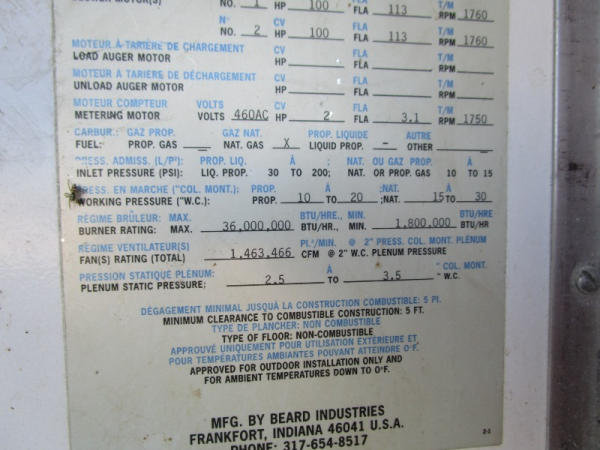 NO. 1 HP 100 FLA 113 RPM 1760
N° CV T/M
NO. 2 HP 100 FLA 113 RPM 1760
MOTEUR À TARIÈRE DE CHARGEMENT CV FLA T/M
LOAD AUGER MOTOR HP FLA RPM
MOTEUR À TARIERE DE DÉCHARGEMENT CV FLA T/M
UNLOAD AUGER MOTOR HP FLA RPM
MOTEUR COMPTEUR VOLTS CV FLA T/M
METERING MOTOR VOLTS 460AC HP 2 FLA 3.1 RPM 1750
CARBUR.: GAZ PROP. GAZ NAT. PROP. LIQUIDE AUTRE
FUEL: PROP. GAS – NAT. GAS X LIQUID PROP. – OTHER
PRESS. ADMISS. (L/P²): PROP. LIQ. À ; NAT. OU GAZ PROP. À
INLET PRESSURE (PSI): LIQ. PROP. 30 TO 200; NAT. OR PROP. GAS 10 TO 15
PRESS. EN MARCHE ("COL. MONT.): PROP. À ;NAT. À
WORKING PRESSURE ("W.C.): PROP. 10 TO 20 ;NAT. 15 TO 30
RÉGIME BRÛLEUR: MAX. BTU/HRE., MIN. BTU/HRE
BURNER RATING: MAX. 36,000,000 BTU/HR., MIN. 1,800,000 BTU/HR
RÉGIME VENTILATEUR(S) PI.³/MIN. @ 2" PRESS. COL. MONT. PLENUM
FAN(S) RATING (TOTAL) 1,463,466 CFM @ 2" W.C. PLENUM PRESSURE
PRESSION STATIQUE PLÉNUM: À " COL. MONT.
PLENUM STATIC PRESSURE; 2.5 TO 3.5 " W.C.
DÉGAGEMENT MINIMAL JUSQUÀ LA CONSTRUCTION COMBUSTIBLE: 5 PI.
MINIMUM CLEARANCE TO COMBUSTIBLE CONSTRUCTION: 5 FT.
TYPE DE PLANCHER: NON COMBUSTIBLE
TYPE OF FLOOR: NON-COMBUSTIBLE
APPROUVÉ UNIQUEMENT POUR UTILISATION EXTÉRIEURE ET
POUR TEMPÉRATURES AMBIANTES POUVANT ATTEINDRE 0°F.
APPROVED FOR OUTDOOR INSTALLATION ONLY AND
FOR AMBIENT TEMPERATURES DOWN TO 0°F.
MFG. BY BEARD INDUSTRIES
FRANKFORT, INDIANA 46041 U.S.A.
PHONE: 317-654-8517
2-1